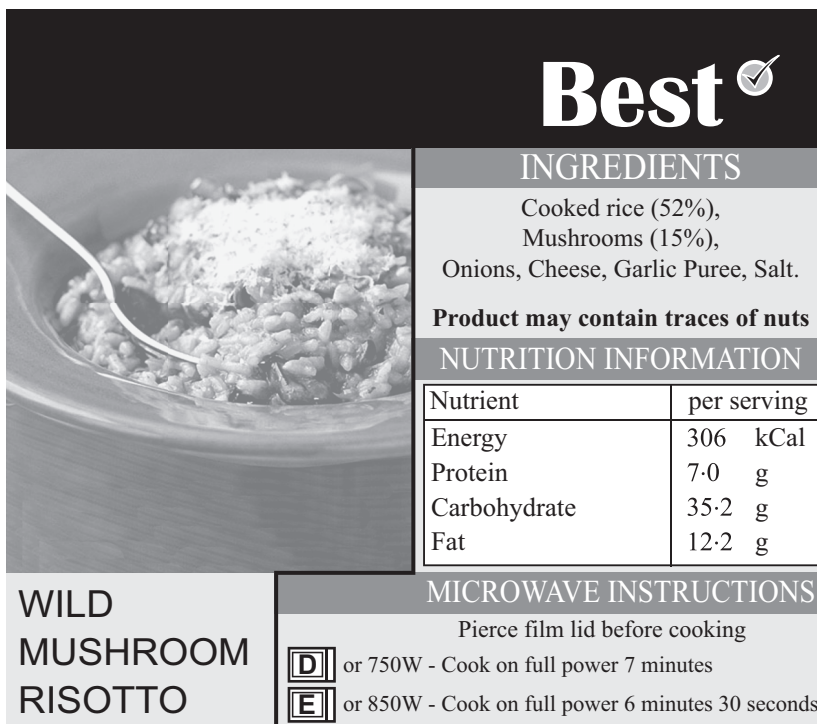 Best
INGREDIENTS
Cooked rice (52%),
Mushrooms (15%),
Onions, Cheese, Garlic Puree, Salt.
Product may contain traces of nuts
NUTRITION INFORMATION
Nutrient per serving
Energy 306 kCal
Protein 7·0 g
Carbohydrate 35·2 g
Fat 12·2 g
WILD
MUSHROOM
RISOTTO
MICROWAVE INSTRUCTIONS
Pierce film lid before cooking
D or 750W - Cook on full power 7 minutes
E or 850W - Cook on full power 6 minutes 30 seconds